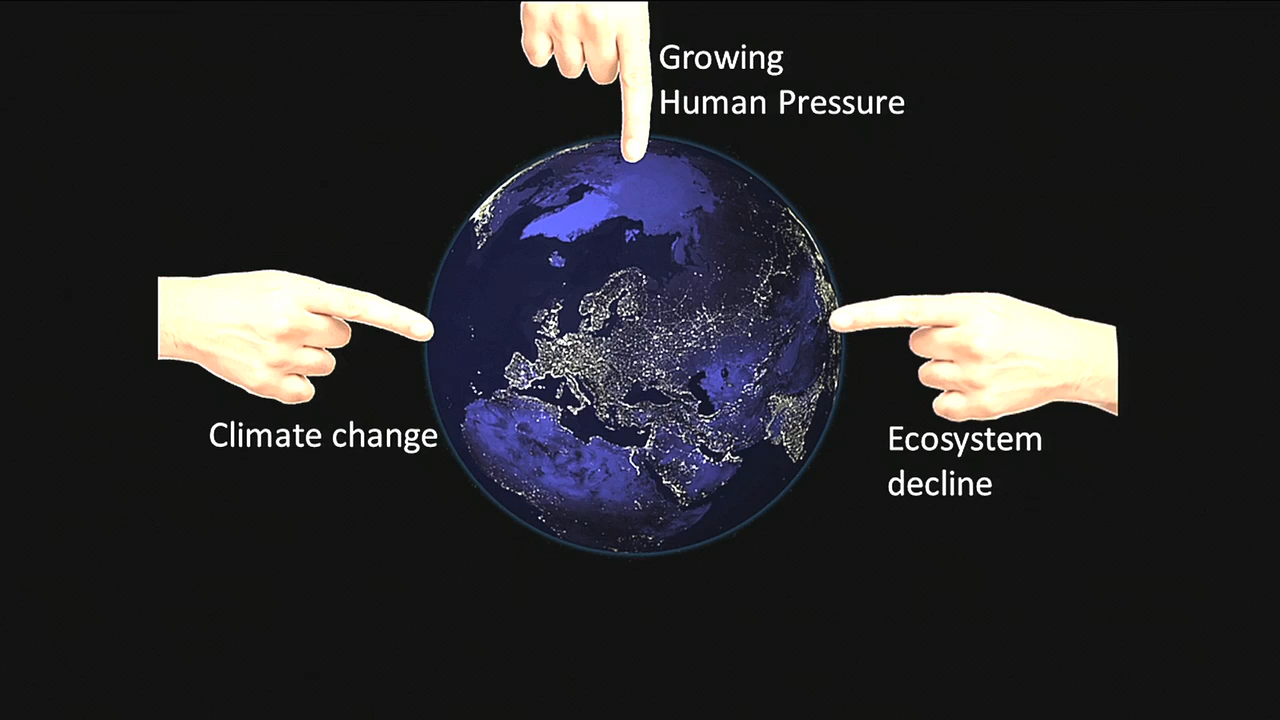 Growing
Human Pressure
Climate change
Ecosystem
decline